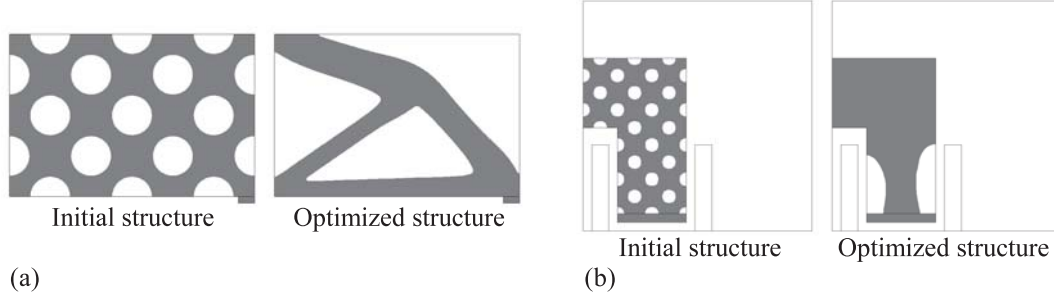 Initial structure
Optimized structure
(a)
Initial structure
Optimized structure
(b)